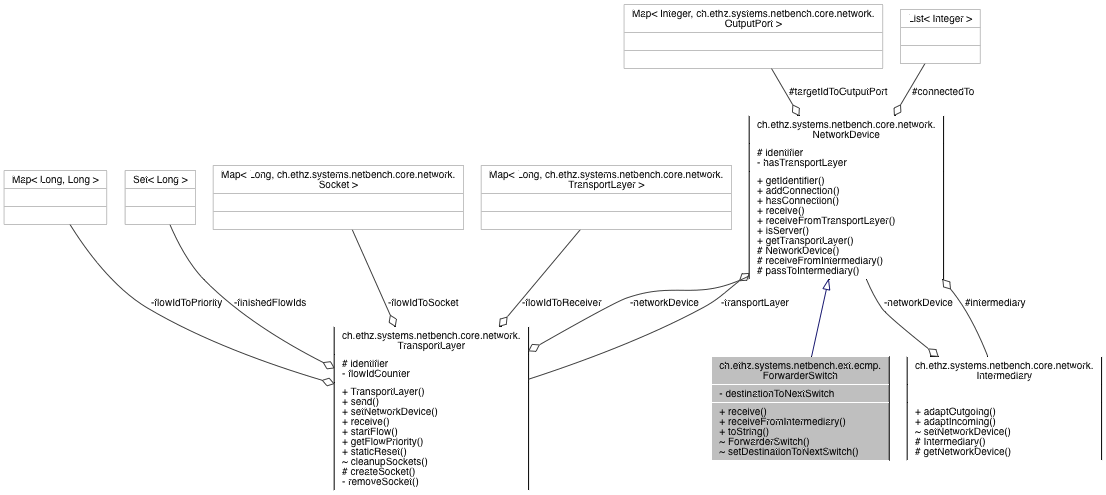 Map< Integer, ch.ethz.systems.netbench.core.network.
OutputPort >
List< Integer >
#targetIdToOutputPort
#connectedTo
ch.ethz.systems.netbench.core.network.
NetworkDevice
# identifier
- hasTransportLayer
+ getIdentifier()
+ addConnection()
+ hasConnection()
+ receive()
+ receiveFromTransportLayer()
+ isServer()
+ getTransportLayer()
# NetworkDevice()
# receiveFromIntermediary()
# passToIntermediary()
Map< Long, Long >
Set< Long >
Map< Long, ch.ethz.systems.netbench.core.network.
Socket >
Map< Long, ch.ethz.systems.netbench.core.network.
TransportLayer >
-flowIdToPriority
-finishedFlowIds
-flowIdToSocket
-flowIdToReceiver
-networkDevice
-transportLayer
-networkDevice
#intermediary
ch.ethz.systems.netbench.core.network.
TransportLayer
# identifier
- flowIdCounter
+ TransportLayer()
+ send()
+ setNetworkDevice()
+ receive()
+ startFlow()
+ getFlowPriority()
+ staticReset()
~ cleanupSockets()
# createSocket()
- removeSocket()
ch.ethz.systems.netbench.ext.ecmp.
ForwarderSwitch
- destinationToNextSwitch
+ receive()
+ receiveFromIntermediary()
+ toString()
~ ForwarderSwitch()
~ setDestinationToNextSwitch()
ch.ethz.systems.netbench.core.network.
Intermediary
+ adaptOutgoing()
+ adaptIncoming()
~ setNetworkDevice()
# Intermediary()
# getNetworkDevice()